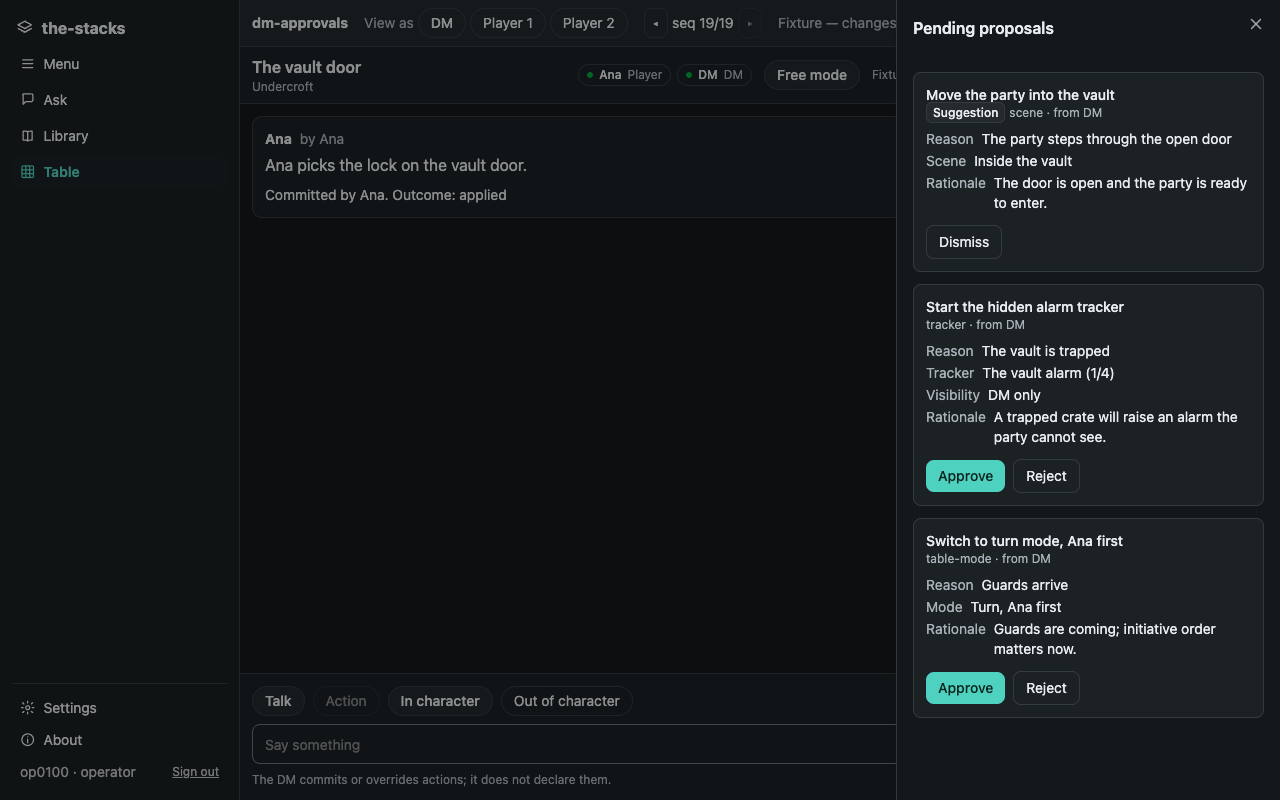 the-stacks
Menu
Ask
Library
Table
Settings
About
op0100 · operator
Sign out
dm-approvals
View as
DM
Player 1
Player 2
seq 19/19
Fixture — changes
The vault door
Undercroft
Ana Player
DM DM
Free mode
Fixtu
Ana by Ana
Ana picks the lock on the vault door.
Committed by Ana. Outcome: applied
Talk
Action
In character
Out of character
Say something
The DM commits or overrides actions; it does not declare them.
Pending proposals
Move the party into the vault
Suggestion scene · from DM
Reason The party steps through the open door
Scene Inside the vault
Rationale The door is open and the party is ready
to enter.
Dismiss
Start the hidden alarm tracker
tracker · from DM
Reason The vault is trapped
Tracker The vault alarm (1/4)
Visibility DM only
Rationale A trapped crate will raise an alarm the
party cannot see.
Approve
Reject
Switch to turn mode, Ana first
table-mode · from DM
Reason Guards arrive
Mode Turn, Ana first
Rationale Guards are coming; initiative order
matters now.
Approve
Reject